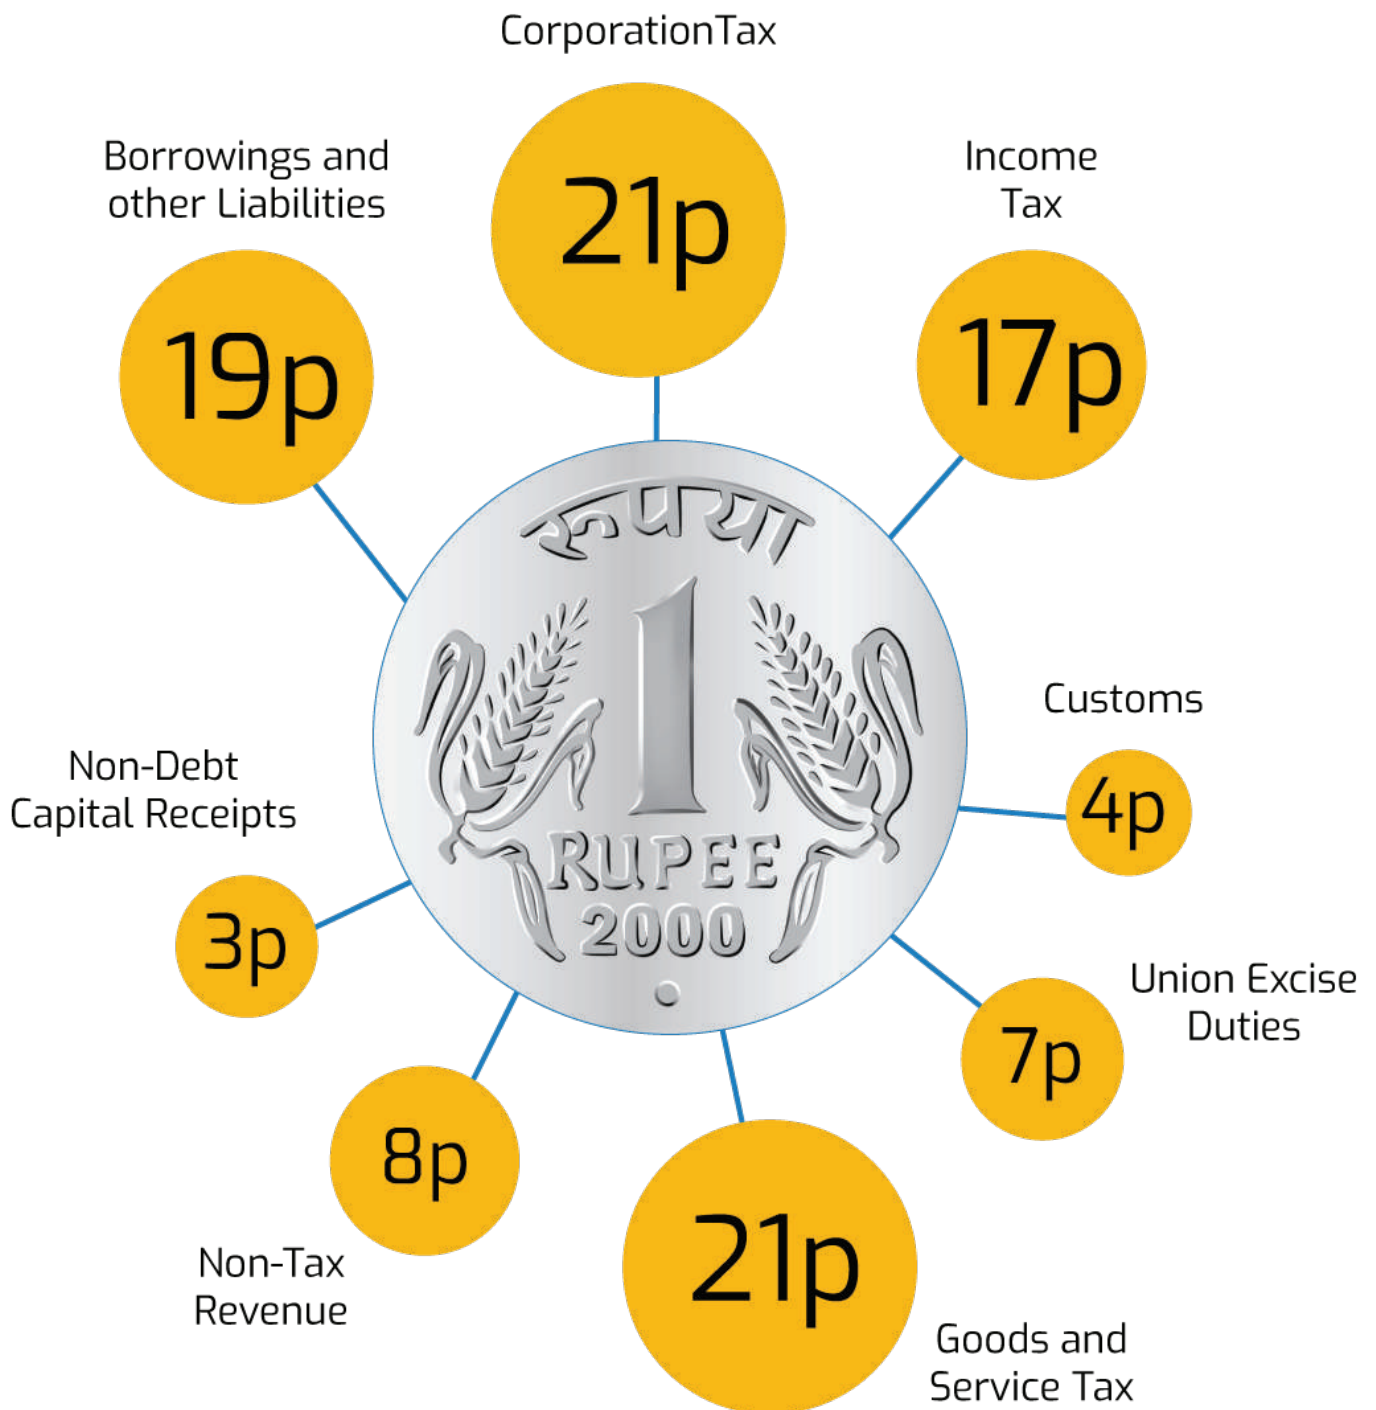 CorporationTax
21p
Borrowings and
other Liabilities
19p
Income
Tax
17p
रूपया
1
RUPEE
2000
Customs
4p
Non-Debt
Capital Receipts
3p
Union Excise
Duties
7p
8p
Non-Tax
Revenue
21p
Goods and
Service Tax